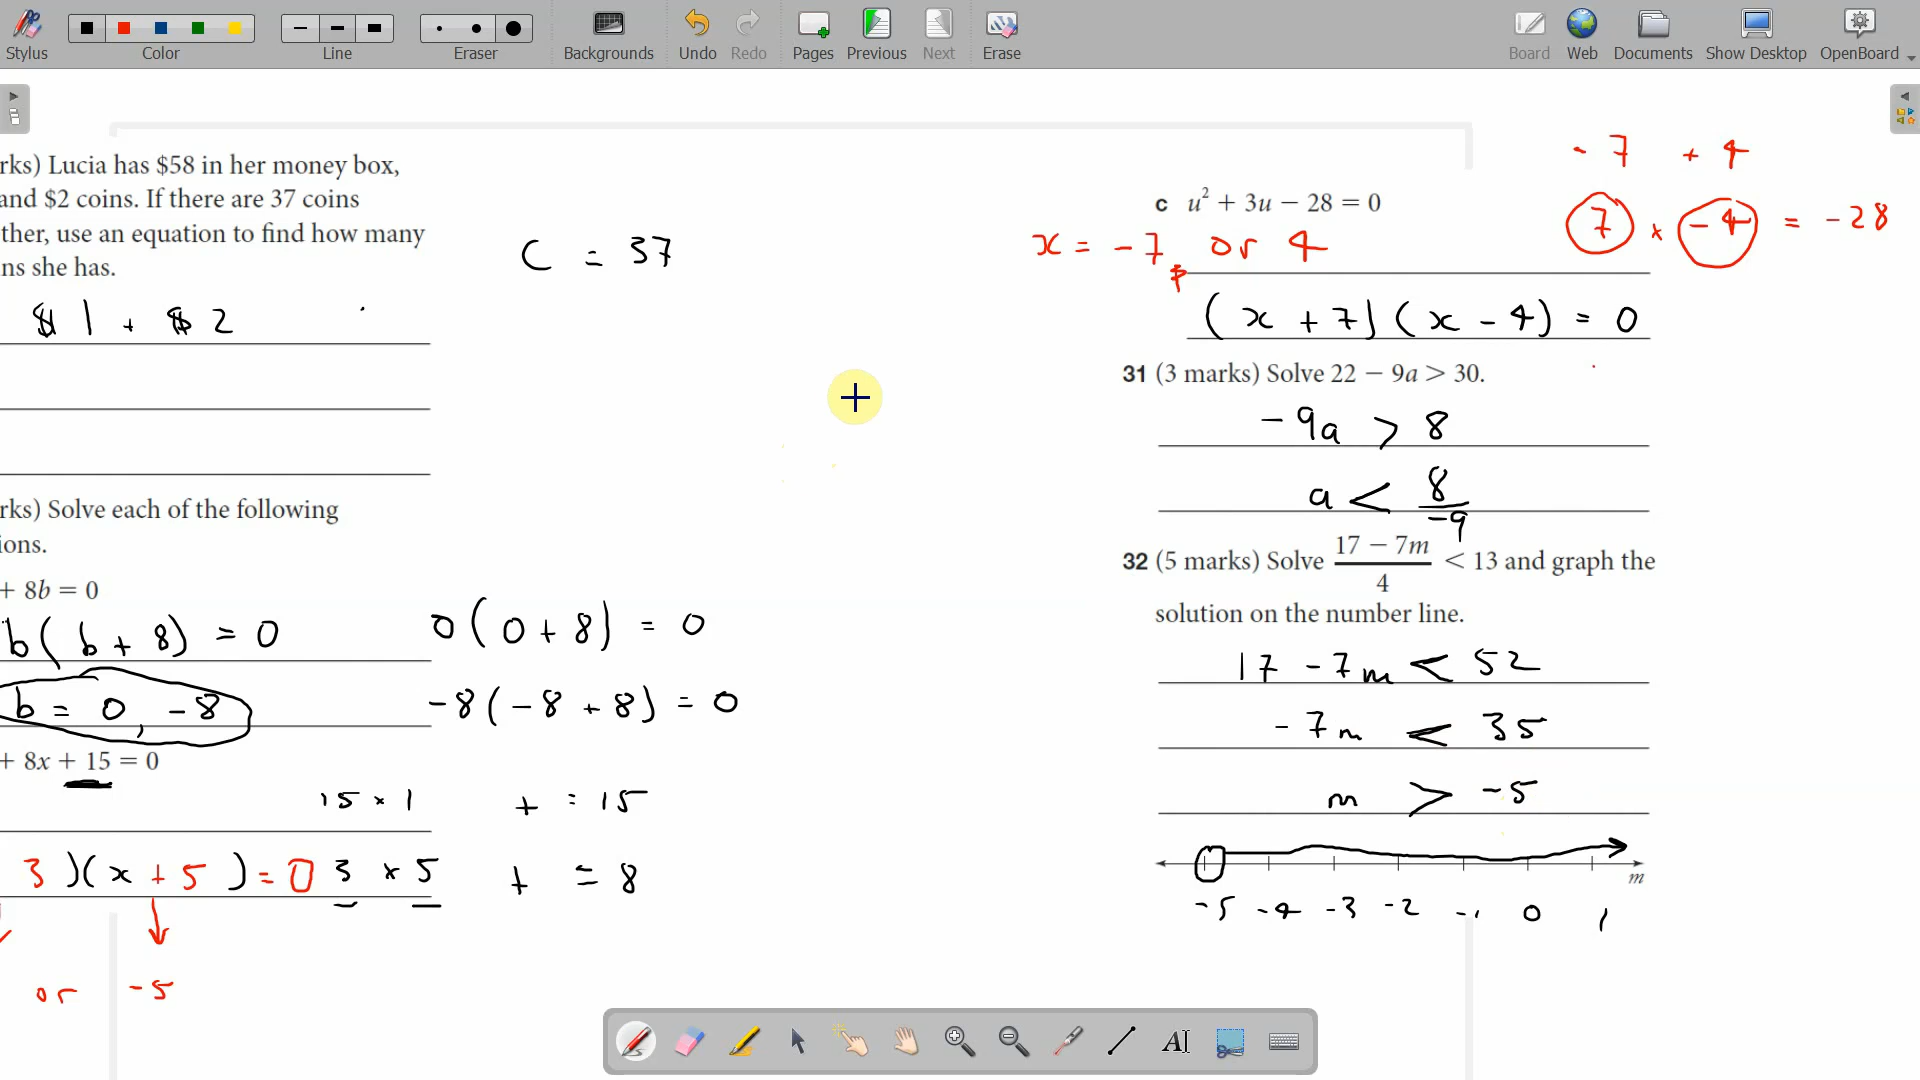 Stylus
Color
Line
Eraser
Backgrounds
Undo
Redo
Pages
Previous
Next
Erase
Board
Web
Documents
Show Desktop
OpenBoard
rks) Lucia has $58 in her money box,
and $2 coins. If there are 37 coins
ther, use an equation to find how many
ns she has.
$1 + $2
C = 37
rks) Solve each of the following
ions.
+ 8b = 0
b(b + 8) = 0
b = 0, -8
0(0 + 8) = 0
-8(-8 + 8) = 0
+ 8x + 15 = 0
15 × 1
+ = 15
3)(x + 5) = 0
3 × 5
+ = 8
or -5
- 7 + 4
7 × -4 = -28
c u² + 3u − 28 = 0
x = -7, or 4
(x + 7)(x - 4) = 0
31 (3 marks) Solve 22 − 9a > 30.
-9a > 8
a < 8/-9
32 (5 marks) Solve (17 − 7m)/4 < 13 and graph the
solution on the number line.
17 - 7m < 52
-7m < 35
m > -5
m
-5 -4 -3 -2 -1 0 1
AI